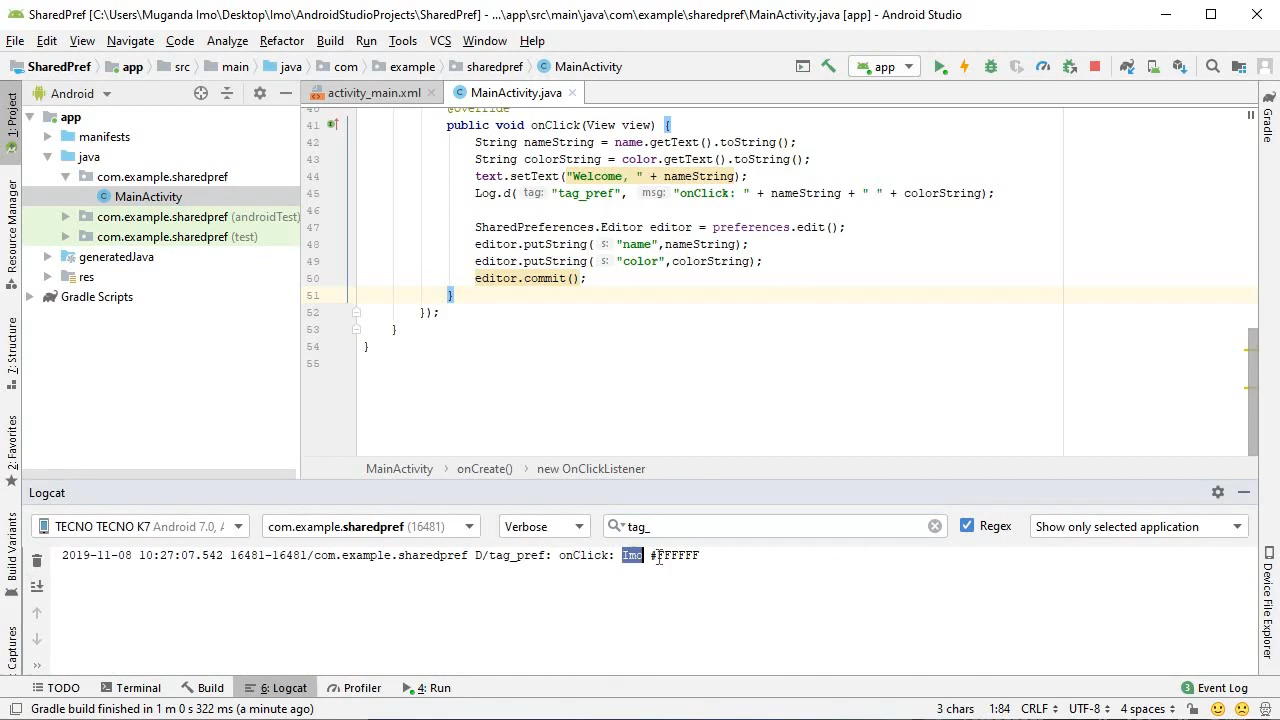 SharedPref [C:\Users\Muganda Imo\Desktop\Imo\AndroidStudioProjects\SharedPref] - ...\app\src\main\java\com\example\sharedpref\MainActivity.java [app] - Android Studio
File Edit View Navigate Code Analyze Refactor Build Run Tools VCS Window Help
SharedPref app src main java com example sharedpref MainActivity app
Android activity_main.xml MainActivity.java
app
manifests
java
com.example.sharedpref
MainActivity
com.example.sharedpref (androidTest)
com.example.sharedpref (test)
generatedJava
res
Gradle Scripts
1: Project
Resource Manager
Z: Structure
2: Favorites
Build Variants
Captures
40 @Override
41 public void onClick(View view) {
42 String nameString = name.getText().toString();
43 String colorString = color.getText().toString();
44 text.setText("Welcome, " + nameString);
45 Log.d( tag: "tag_pref", msg: "onClick: " + nameString + " " + colorString);
46
47 SharedPreferences.Editor editor = preferences.edit();
48 editor.putString( s: "name",nameString);
49 editor.putString( s: "color",colorString);
50 editor.commit();
51 }
52 });
53 }
54 }
55
MainActivity › onCreate() › new OnClickListener
Gradle
Device File Explorer
Logcat
TECNO TECNO K7 Android 7.0, A com.example.sharedpref (16481) Verbose tag_ Regex Show only selected application
2019-11-08 10:27:07.542 16481-16481/com.example.sharedpref D/tag_pref: onClick: Imo #FFFFFF
TODO Terminal Build 6: Logcat Profiler 4: Run 3 Event Log
Gradle build finished in 1 m 0 s 322 ms (a minute ago) 3 chars 1:84 CRLF UTF-8 4 spaces